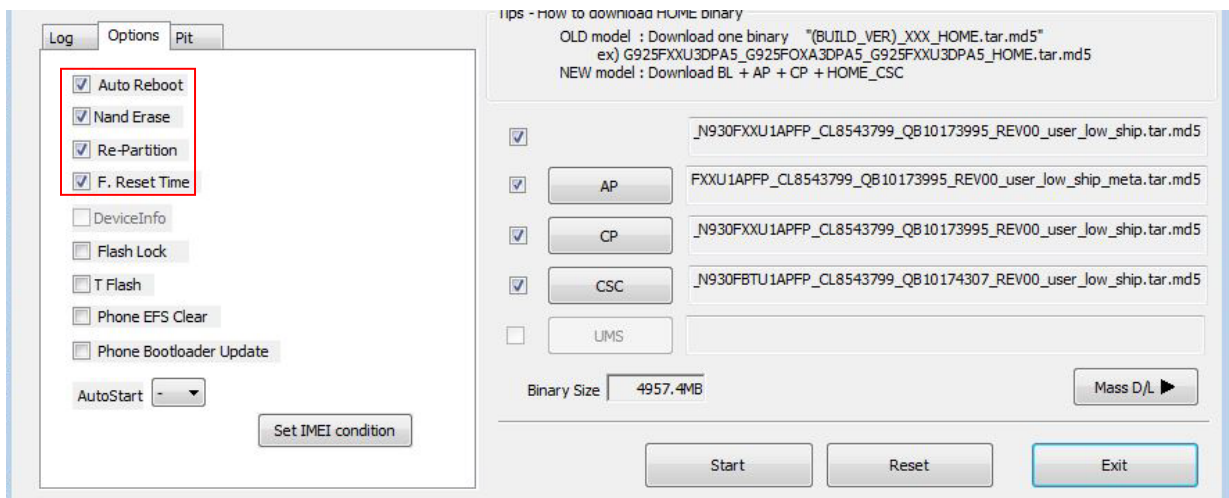 Log Options Pit
Auto Reboot
Nand Erase
Re-Partition
F. Reset Time
DeviceInfo
Flash Lock
T Flash
Phone EFS Clear
Phone Bootloader Update
AutoStart -
Set IMEI condition
Tips - How to download HOME binary
OLD model : Download one binary "(BUILD_VER)_XXX_HOME.tar.md5"
ex) G925FXXU3DPA5_G925FOXA3DPA5_G925FXXU3DPA5_HOME.tar.md5
NEW model : Download BL + AP + CP + HOME_CSC
_N930FXXU1APFP_CL8543799_QB10173995_REV00_user_low_ship.tar.md5
AP FXXU1APFP_CL8543799_QB10173995_REV00_user_low_ship_meta.tar.md5
CP _N930FXXU1APFP_CL8543799_QB10173995_REV00_user_low_ship.tar.md5
CSC _N930FBTU1APFP_CL8543799_QB10174307_REV00_user_low_ship.tar.md5
UMS
Binary Size 4957.4MB
Mass D/L
Start Reset Exit